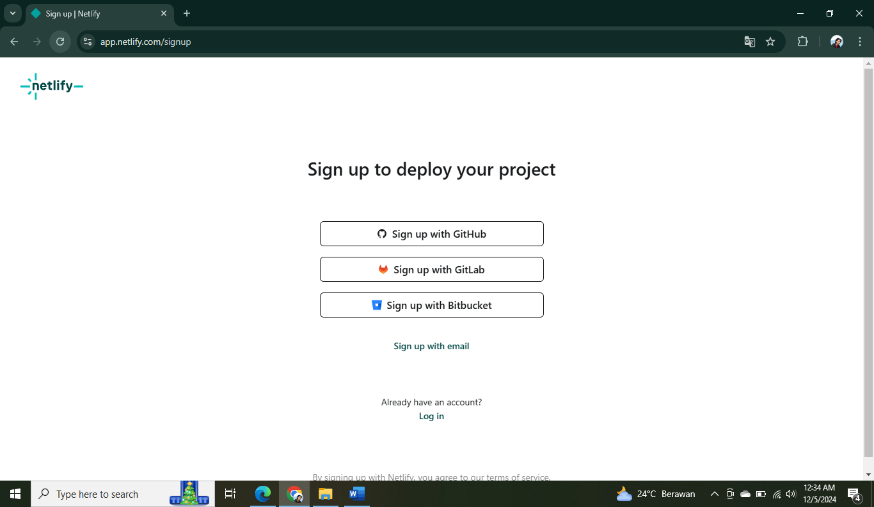 Sign up | Netlify
app.netlify.com/signup
netlify
Sign up to deploy your project
Sign up with GitHub
Sign up with GitLab
Sign up with Bitbucket
Sign up with email
Already have an account?
Log in
By signing up with Netlify, you agree to our terms of service.
Type here to search
24°C Berawan
12:34 AM
12/5/2024
4